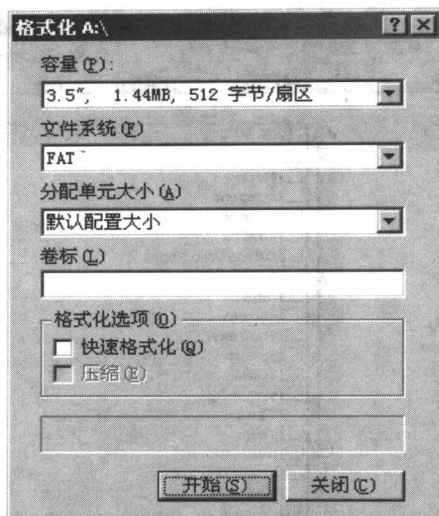 格式化 A:\
容量(P):
3.5", 1.44MB, 512 字节/扇区
文件系统(F)
FAT
分配单元大小(A)
默认配置大小
卷标(L)
格式化选项(O)
快速格式化(Q)
压缩(E)
开始(S) 关闭(C)